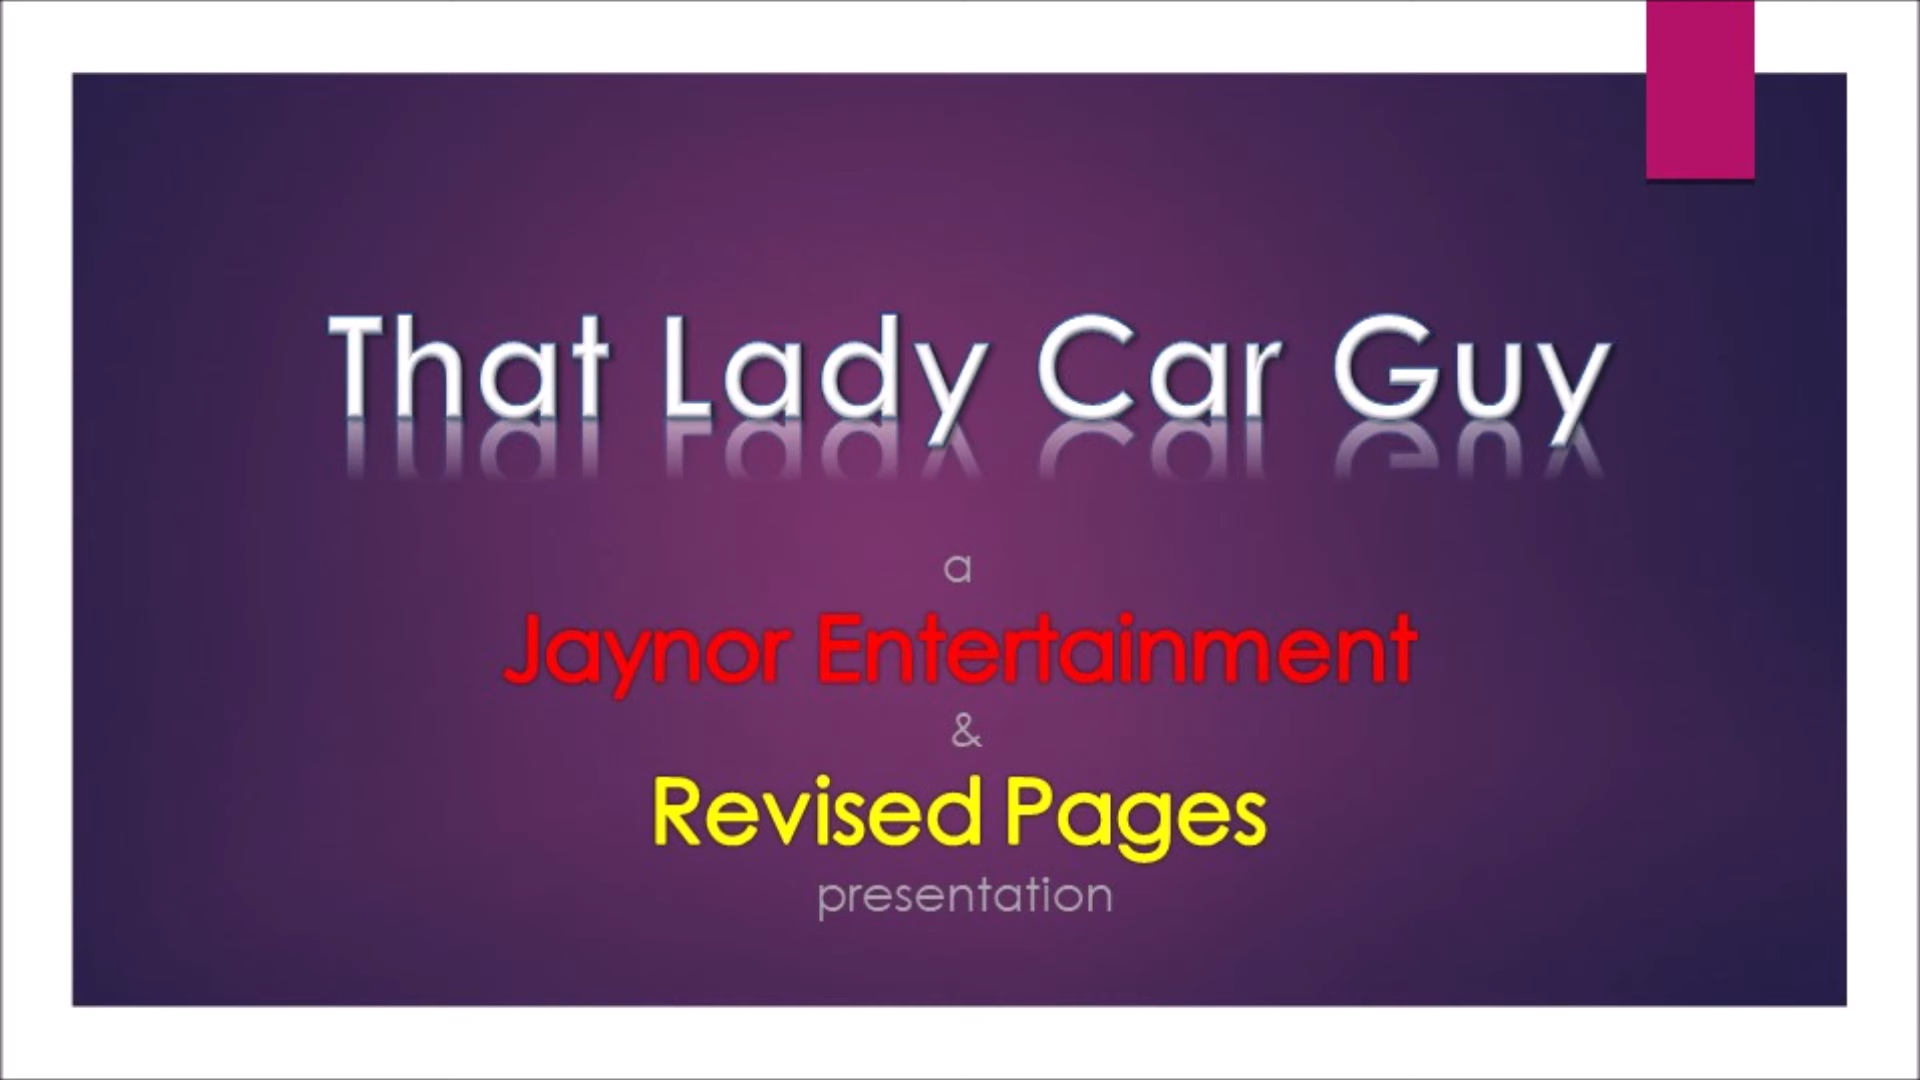 That Lady Car Guy
a
Jaynor Entertainment
&
Revised Pages
presentation